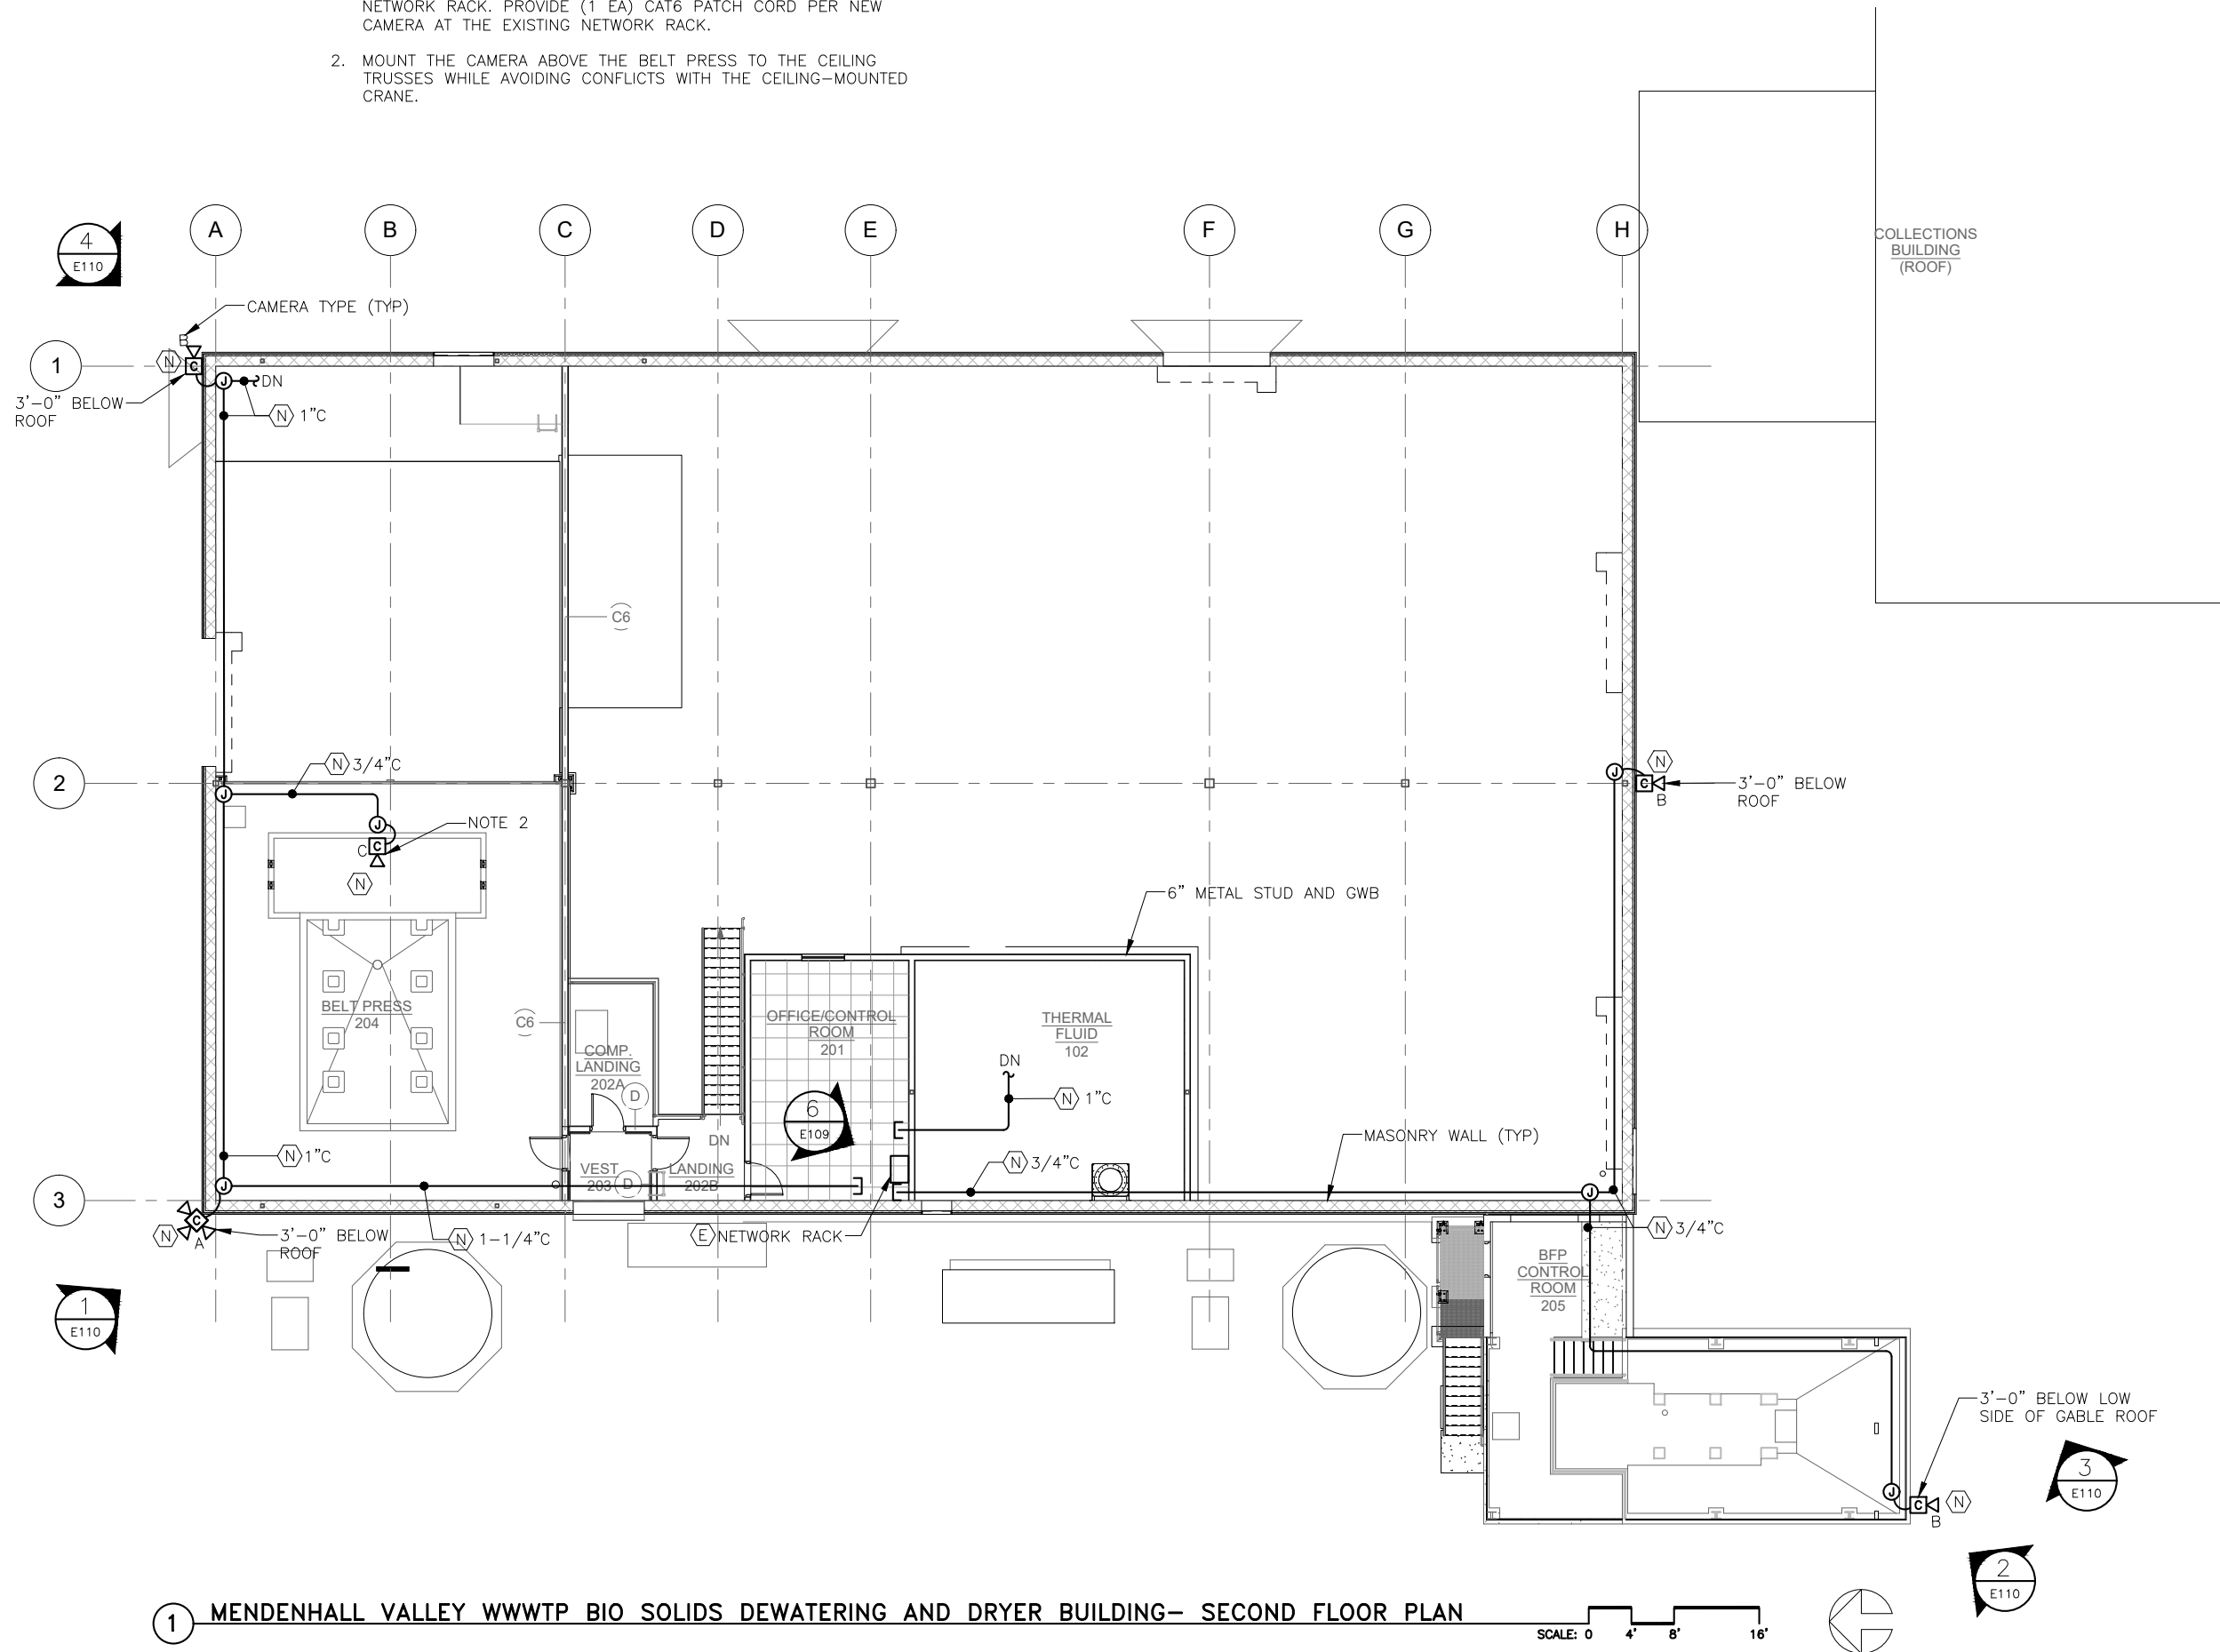 NETWORK RACK. PROVIDE (1 EA) CAT6 PATCH CORD PER NEW
CAMERA AT THE EXISTING NETWORK RACK.
2. MOUNT THE CAMERA ABOVE THE BELT PRESS TO THE CEILING
TRUSSES WHILE AVOIDING CONFLICTS WITH THE CEILING-MOUNTED
CRANE.
A B C D E F G H
4
E110
COLLECTIONS
BUILDING
(ROOF)
CAMERA TYPE (TYP)
B
1
N
C
J
DN
3'-0" BELOW
ROOF
N 1"C
C6
N 3/4"C
2
J
J
C
C
NOTE 2
N
J
N
C
B
3'-0" BELOW
ROOF
6" METAL STUD AND GWB
BELT PRESS
204
C6
COMP.
LANDING
202A
D
OFFICE/CONTROL
ROOM
201
THERMAL
FLUID
102
DN
N 1"C
6
E109
DN
MASONRY WALL (TYP)
N 1"C
VEST
203
D
LANDING
202B
N 3/4"C
3
J
J
C
N
A
3'-0" BELOW
ROOF
N 1-1/4"C
E NETWORK RACK
N 3/4"C
BFP
CONTROL
ROOM
205
1
E110
3'-0" BELOW LOW
SIDE OF GABLE ROOF
3
E110
J
C
N
B
2
E110
1 MENDENHALL VALLEY WWWTP BIO SOLIDS DEWATERING AND DRYER BUILDING- SECOND FLOOR PLAN
SCALE: 0 4' 8' 16'